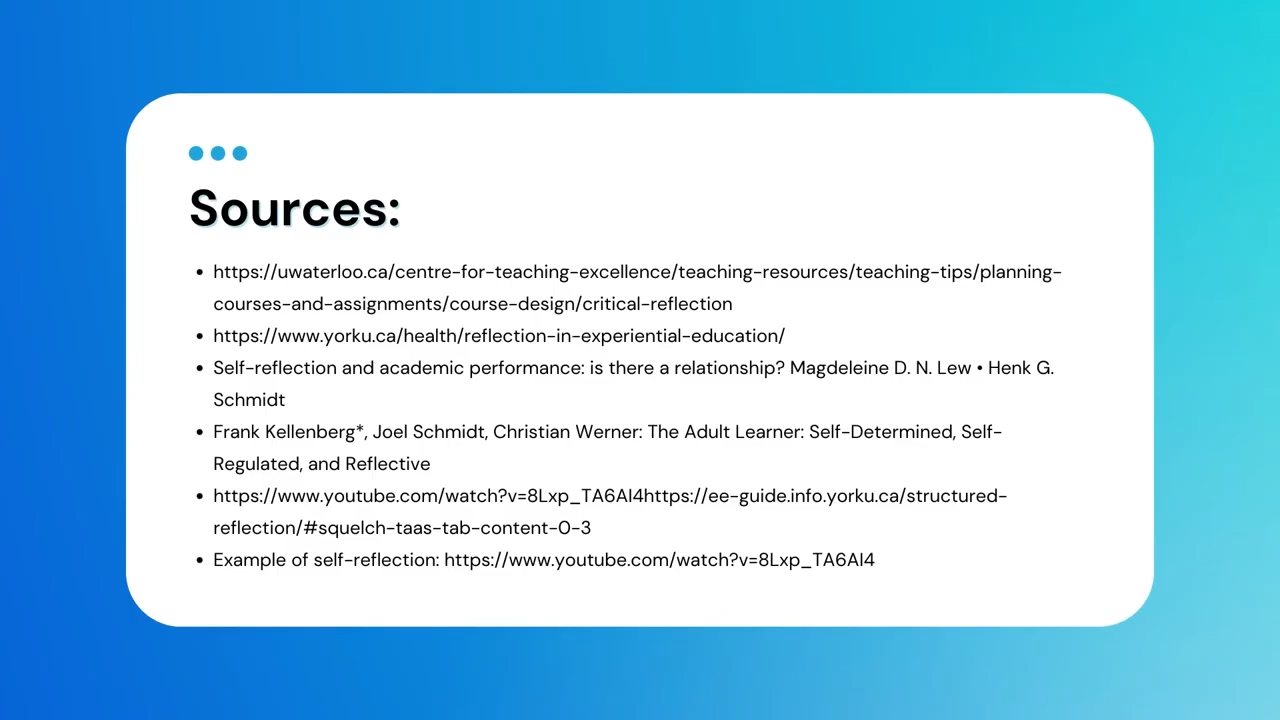 Sources:
• https://uwaterloo.ca/centre-for-teaching-excellence/teaching-resources/teaching-tips/planning-
courses-and-assignments/course-design/critical-reflection
• https://www.yorku.ca/health/reflection-in-experiential-education/
• Self-reflection and academic performance: is there a relationship? Magdeleine D. N. Lew • Henk G.
Schmidt
• Frank Kellenberg*, Joel Schmidt, Christian Werner: The Adult Learner: Self-Determined, Self-
Regulated, and Reflective
• https://www.youtube.com/watch?v=8Lxp_TA6AI4https://ee-guide.info.yorku.ca/structured-
reflection/#squelch-taas-tab-content-0-3
• Example of self-reflection: https://www.youtube.com/watch?v=8Lxp_TA6AI4